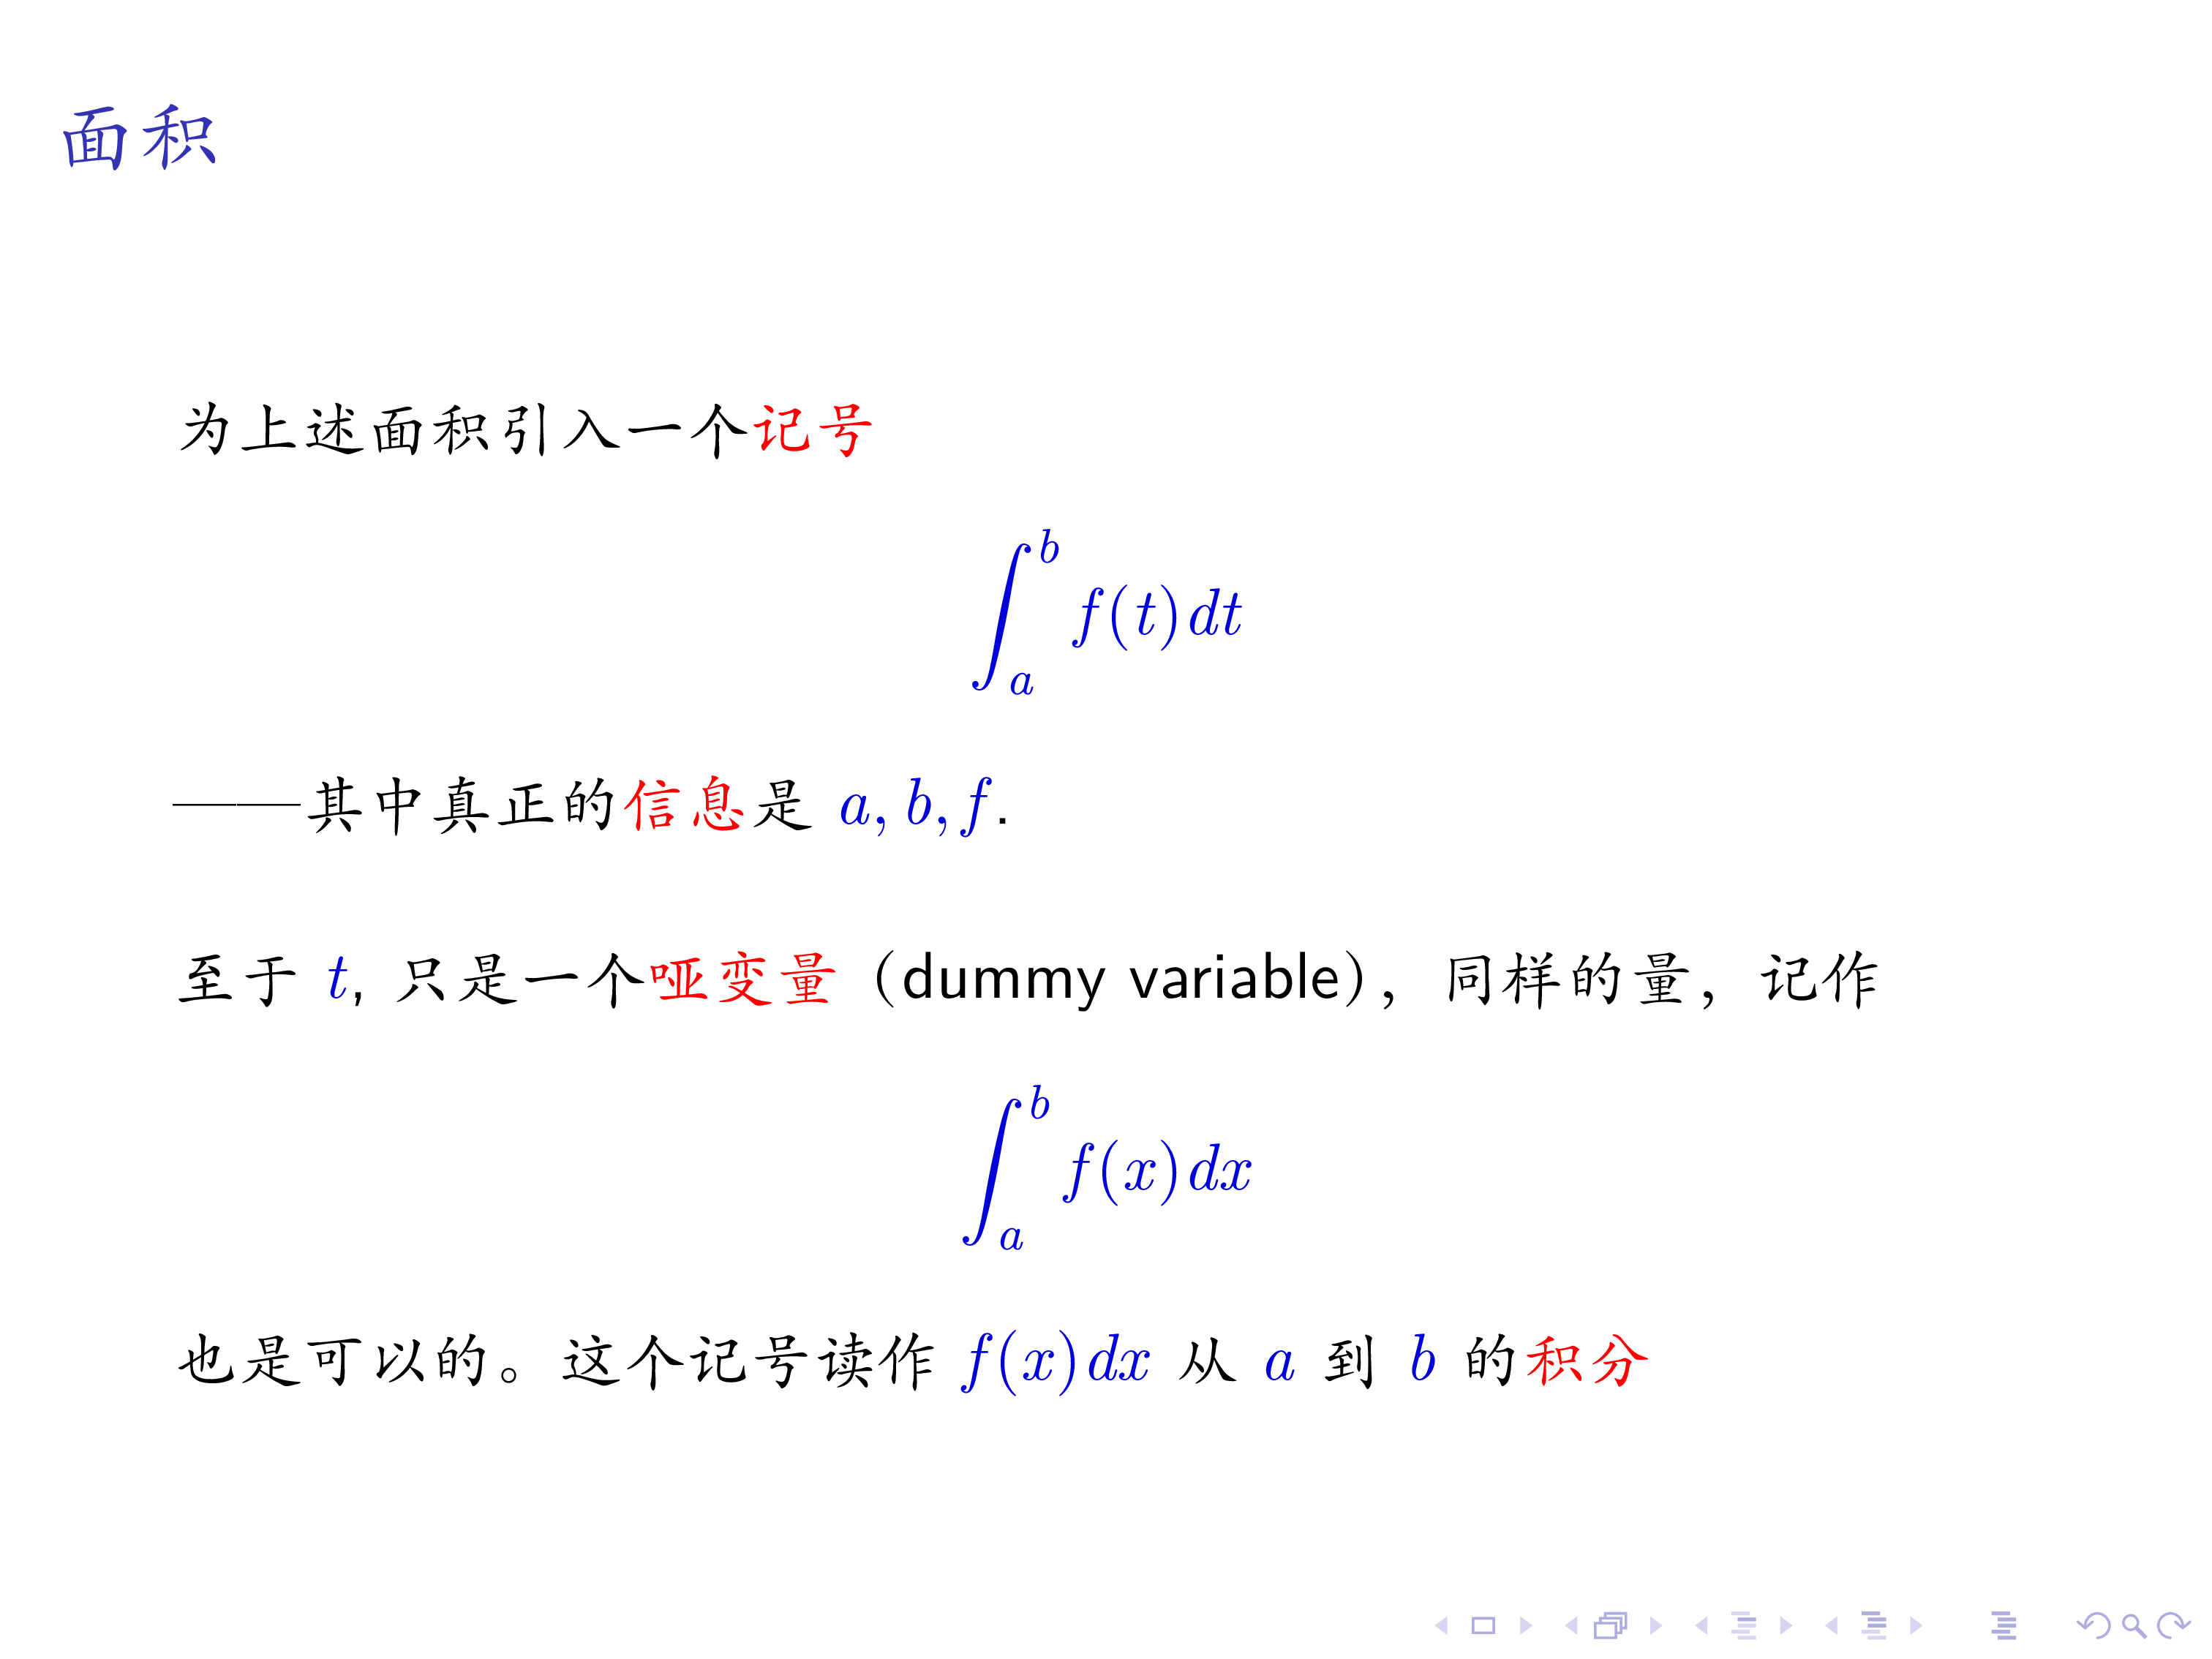 面积
为上述面积引入一个记号
$\int_a^b f(t)dt$
——其中真正的信息是 $a, b, f$.
至于 $t$, 只是一个哑变量（dummy variable），同样的量，记作
$\int_a^b f(x)dx$
也是可以的。这个记号读作 $f(x)dx$ 从 $a$ 到 $b$ 的积分